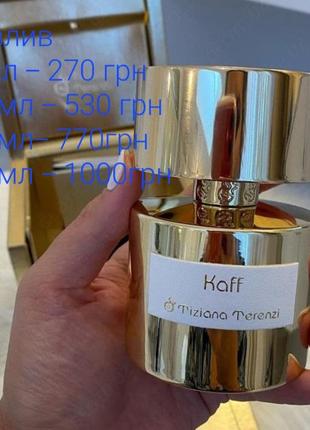 лив
л – 270 грн
мл – 530 грн
мл– 770грн
мл – 1000грн
Kaff
Tiziana Terenzi